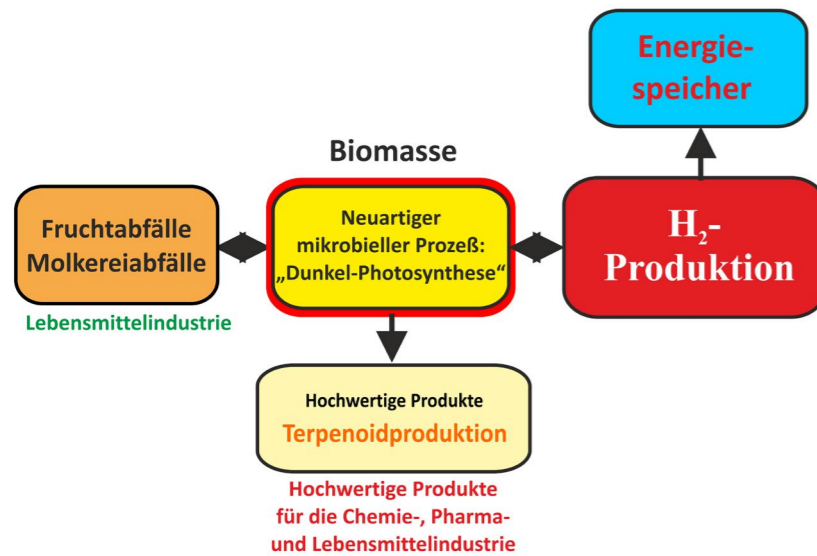 Energie-
speicher
Biomasse
Fruchtabfälle
Molkereiabfälle
Lebensmittelindustrie
Neuartiger
mikrobieller Prozeß:
„Dunkel-Photosynthese“
H₂-
Produktion
Hochwertige Produkte
Terpenoidproduktion
Hochwertige Produkte
für die Chemie-, Pharma-
und Lebensmittelindustrie